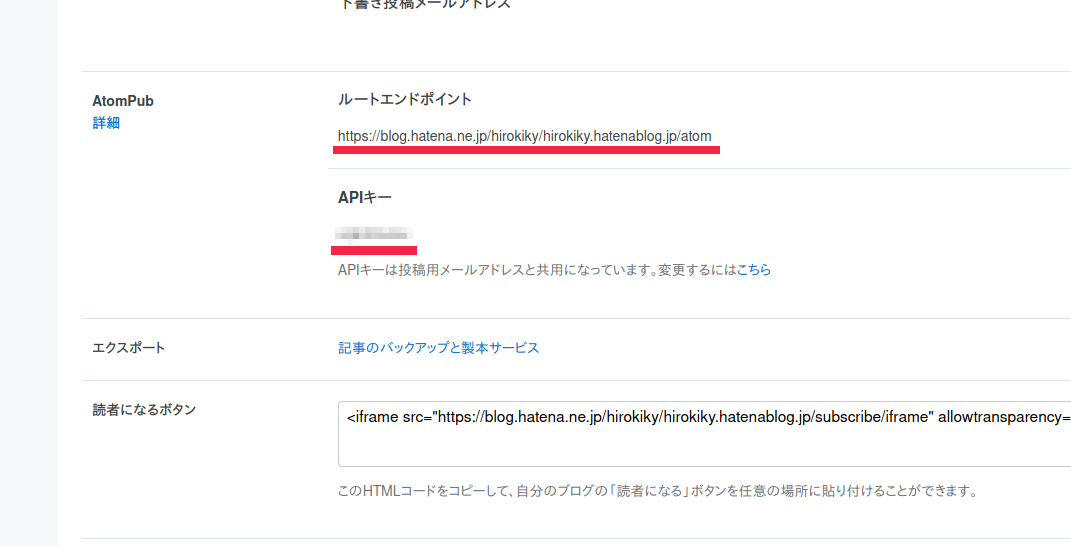 下書き投稿メールアドレス
AtomPub
詳細
ルートエンドポイント
https://blog.hatena.ne.jp/hirokiky/hirokiky.hatenablog.jp/atom
APIキー
APIキーは投稿用メールアドレスと共用になっています。変更するにはこちら
エクスポート
記事のバックアップと製本サービス
読者になるボタン
<iframe src="https://blog.hatena.ne.jp/hirokiky/hirokiky.hatenablog.jp/subscribe/iframe" allowtransparency=
このHTMLコードをコピーして、自分のブログの「読者になる」ボタンを任意の場所に貼り付けることができます。